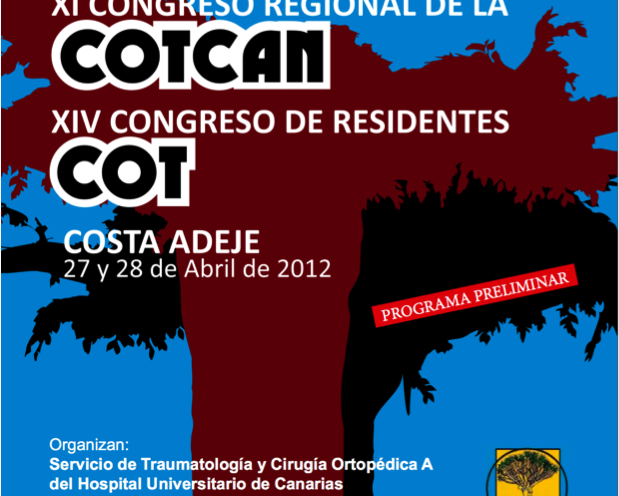 XI CONGRESO REGIONAL DE LA
COTCAN
XIV CONGRESO DE RESIDENTES
COT
COSTA ADEJE
27 y 28 de Abril de 2012
PROGRAMA PRELIMINAR
Organizan:
Servicio de Traumatología y Cirugía Ortopédica A
del Hospital Universitario de Canarias